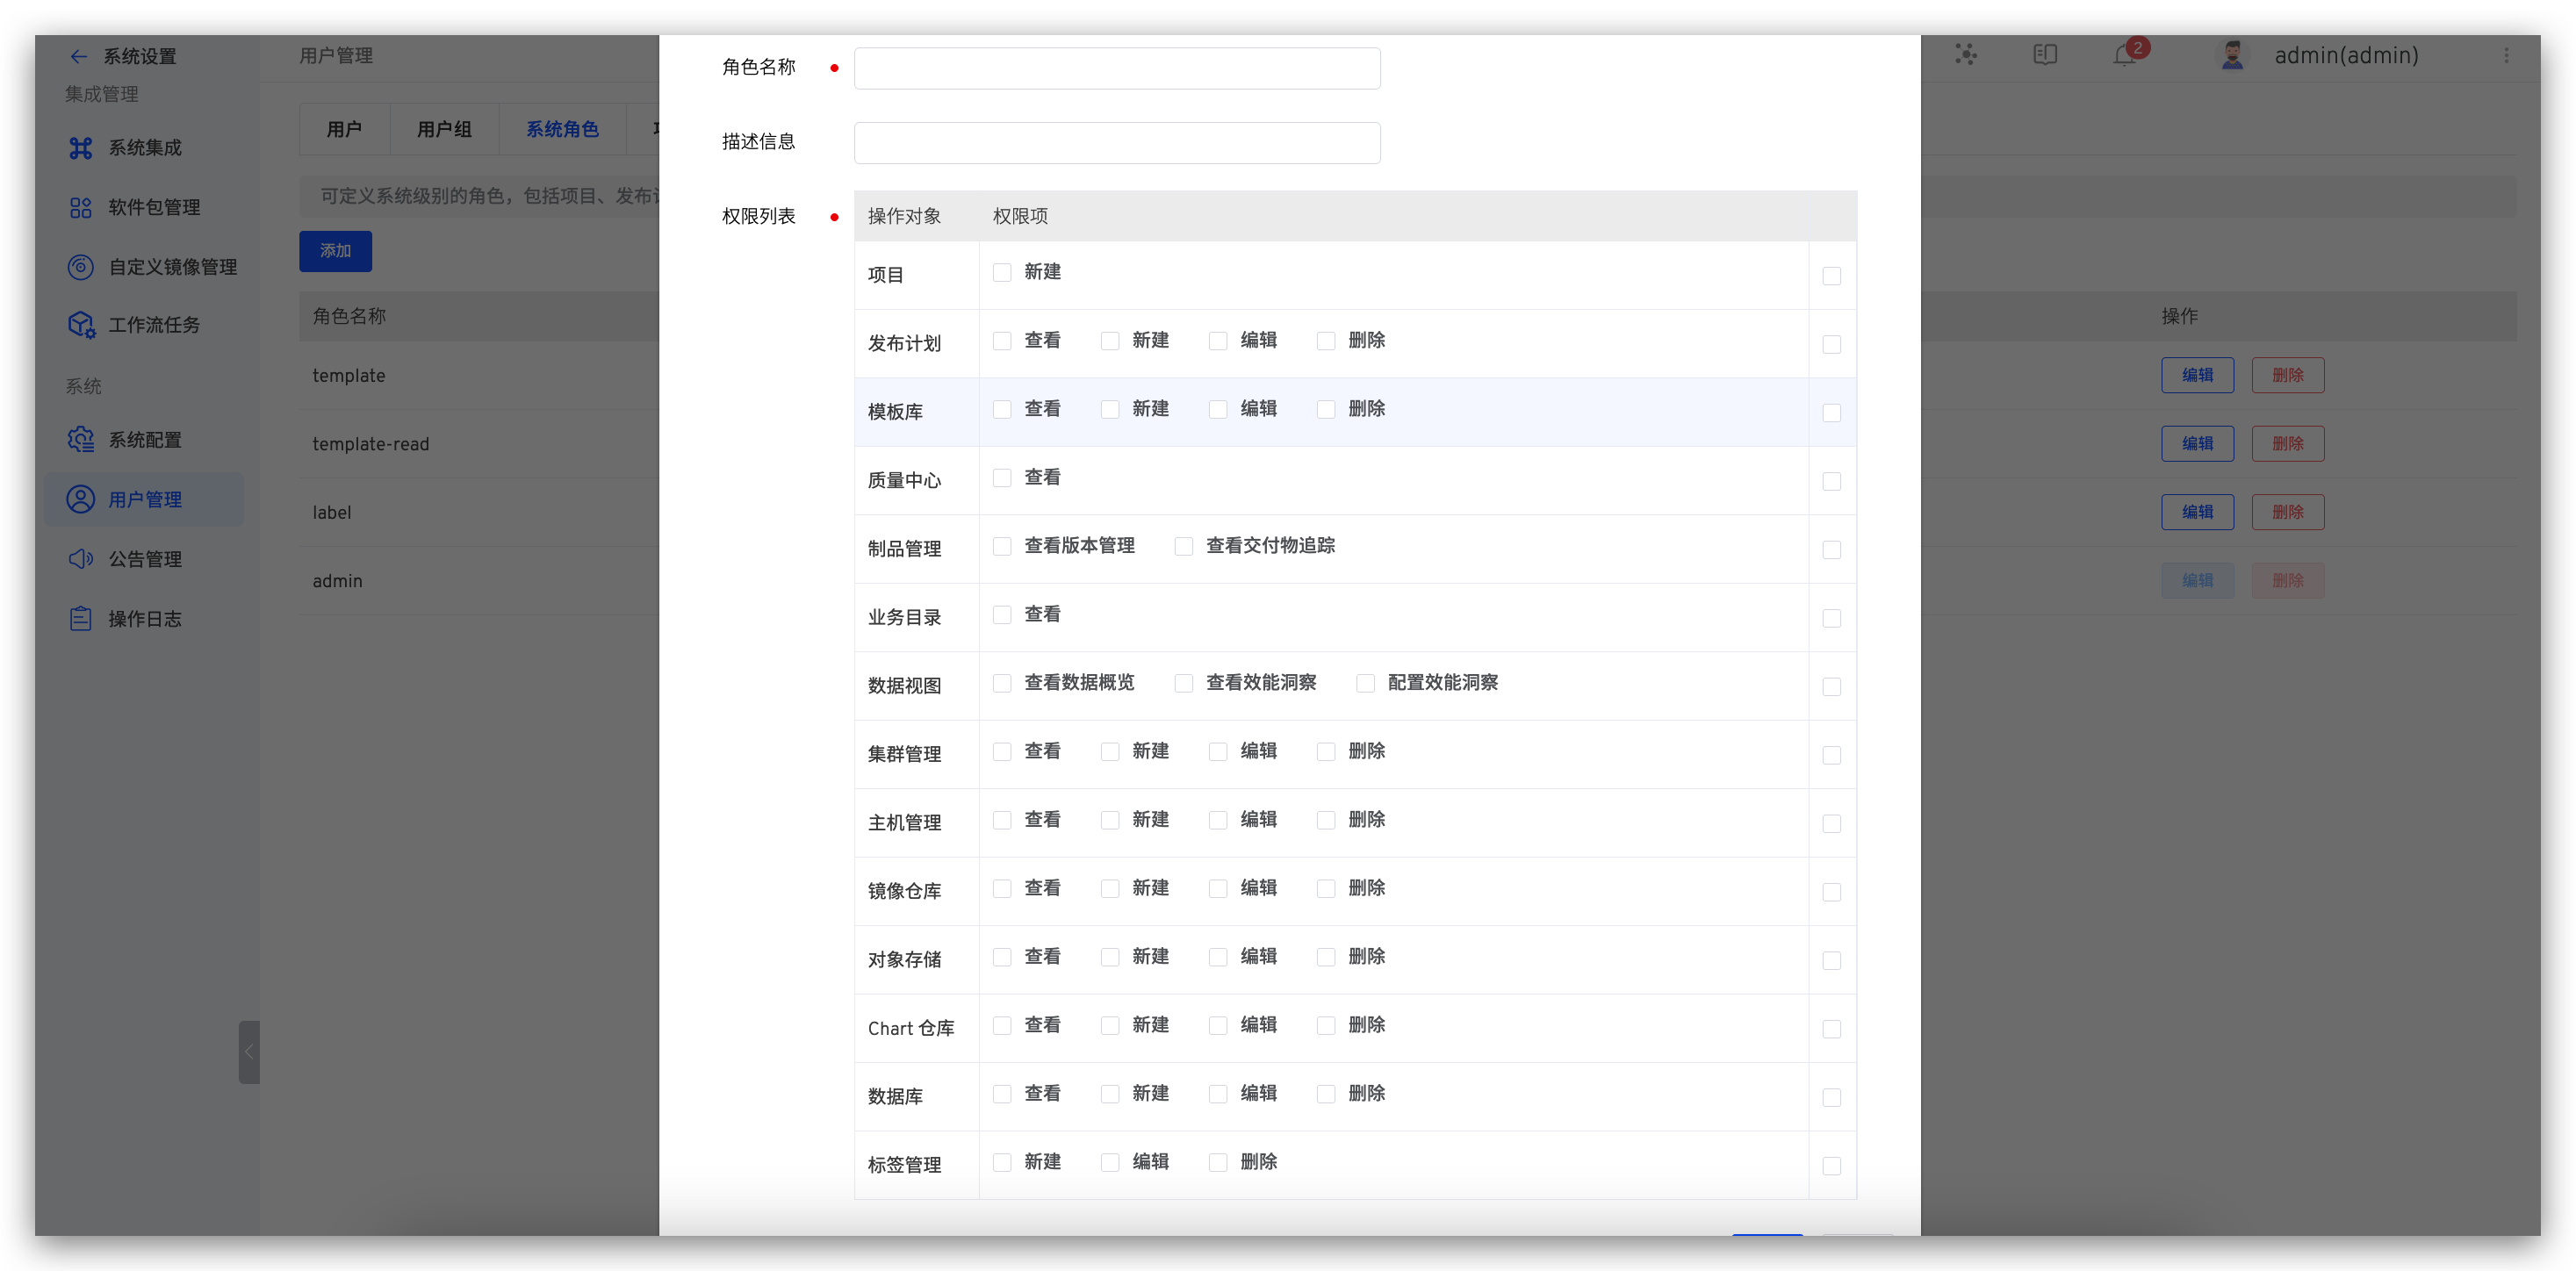 系统设置
集成管理
系统集成
软件包管理
自定义镜像管理
工作流任务
系统
系统配置
用户管理
公告管理
操作日志
用户管理
2
admin(admin)
用户 用户组 系统角色
可定义系统级别的角色，包括项目、发布
添加
角色名称 操作
template 编辑 删除
template-read 编辑 删除
label 编辑 删除
admin 编辑 删除
角色名称
描述信息
权限列表
操作对象 权限项
项目 新建
发布计划 查看 新建 编辑 删除
模板库 查看 新建 编辑 删除
质量中心 查看
制品管理 查看版本管理 查看交付物追踪
业务目录 查看
数据视图 查看数据概览 查看效能洞察 配置效能洞察
集群管理 查看 新建 编辑 删除
主机管理 查看 新建 编辑 删除
镜像仓库 查看 新建 编辑 删除
对象存储 查看 新建 编辑 删除
Chart 仓库 查看 新建 编辑 删除
数据库 查看 新建 编辑 删除
标签管理 新建 编辑 删除